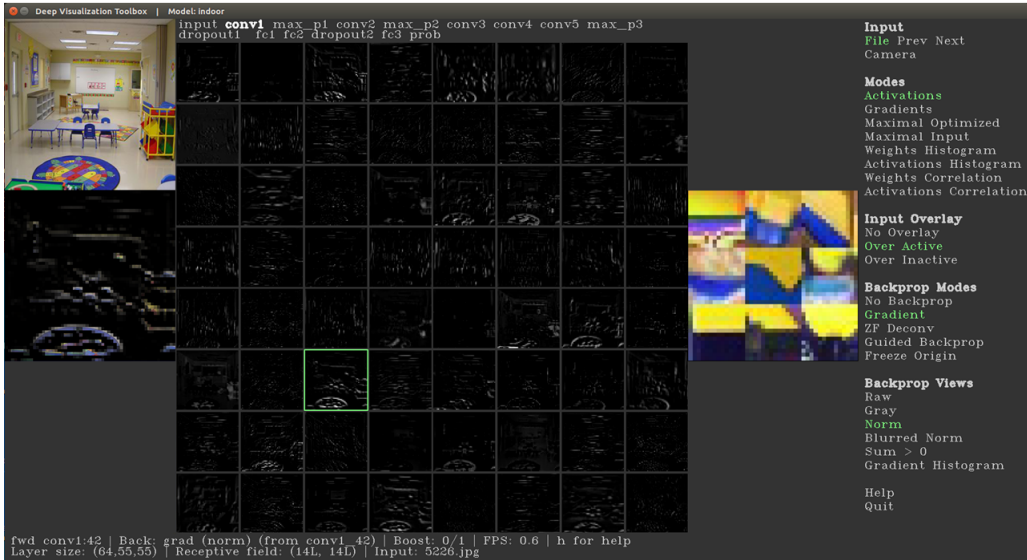 Deep Visualization Toolbox | Model: indoor
input conv1 max_p1 conv2 max_p2 conv3 conv4 conv5 max_p3
dropout1 fc1 fc2 dropout2 fc3 prob
Input
File Prev Next
Camera
Modes
Activations
Gradients
Maximal Optimized
Maximal Input
Weights Histogram
Activations Histogram
Weights Correlation
Activations Correlation
Input Overlay
No Overlay
Over Active
Over Inactive
Backprop Modes
No Backprop
Gradient
ZF Deconv
Guided Backprop
Freeze Origin
Backprop Views
Raw
Gray
Norm
Blurred Norm
Sum > 0
Gradient Histogram
Help
Quit
fwd conv1:42 | Back: grad (norm) (from conv1_42) | Boost: 0/1 | FPS: 0.6 | h for help
Layer size: (64,55,55) | Receptive field: (14L, 14L) | Input: 5226.jpg